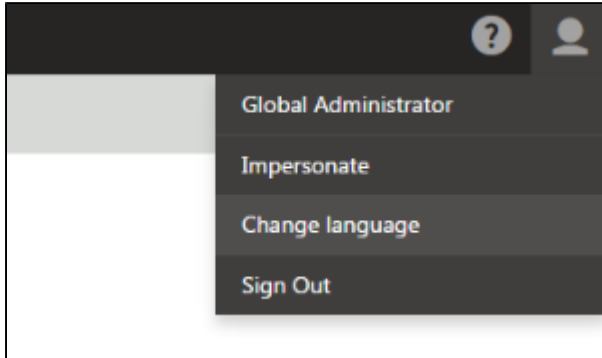 ?
Global Administrator
Impersonate
Change language
Sign Out